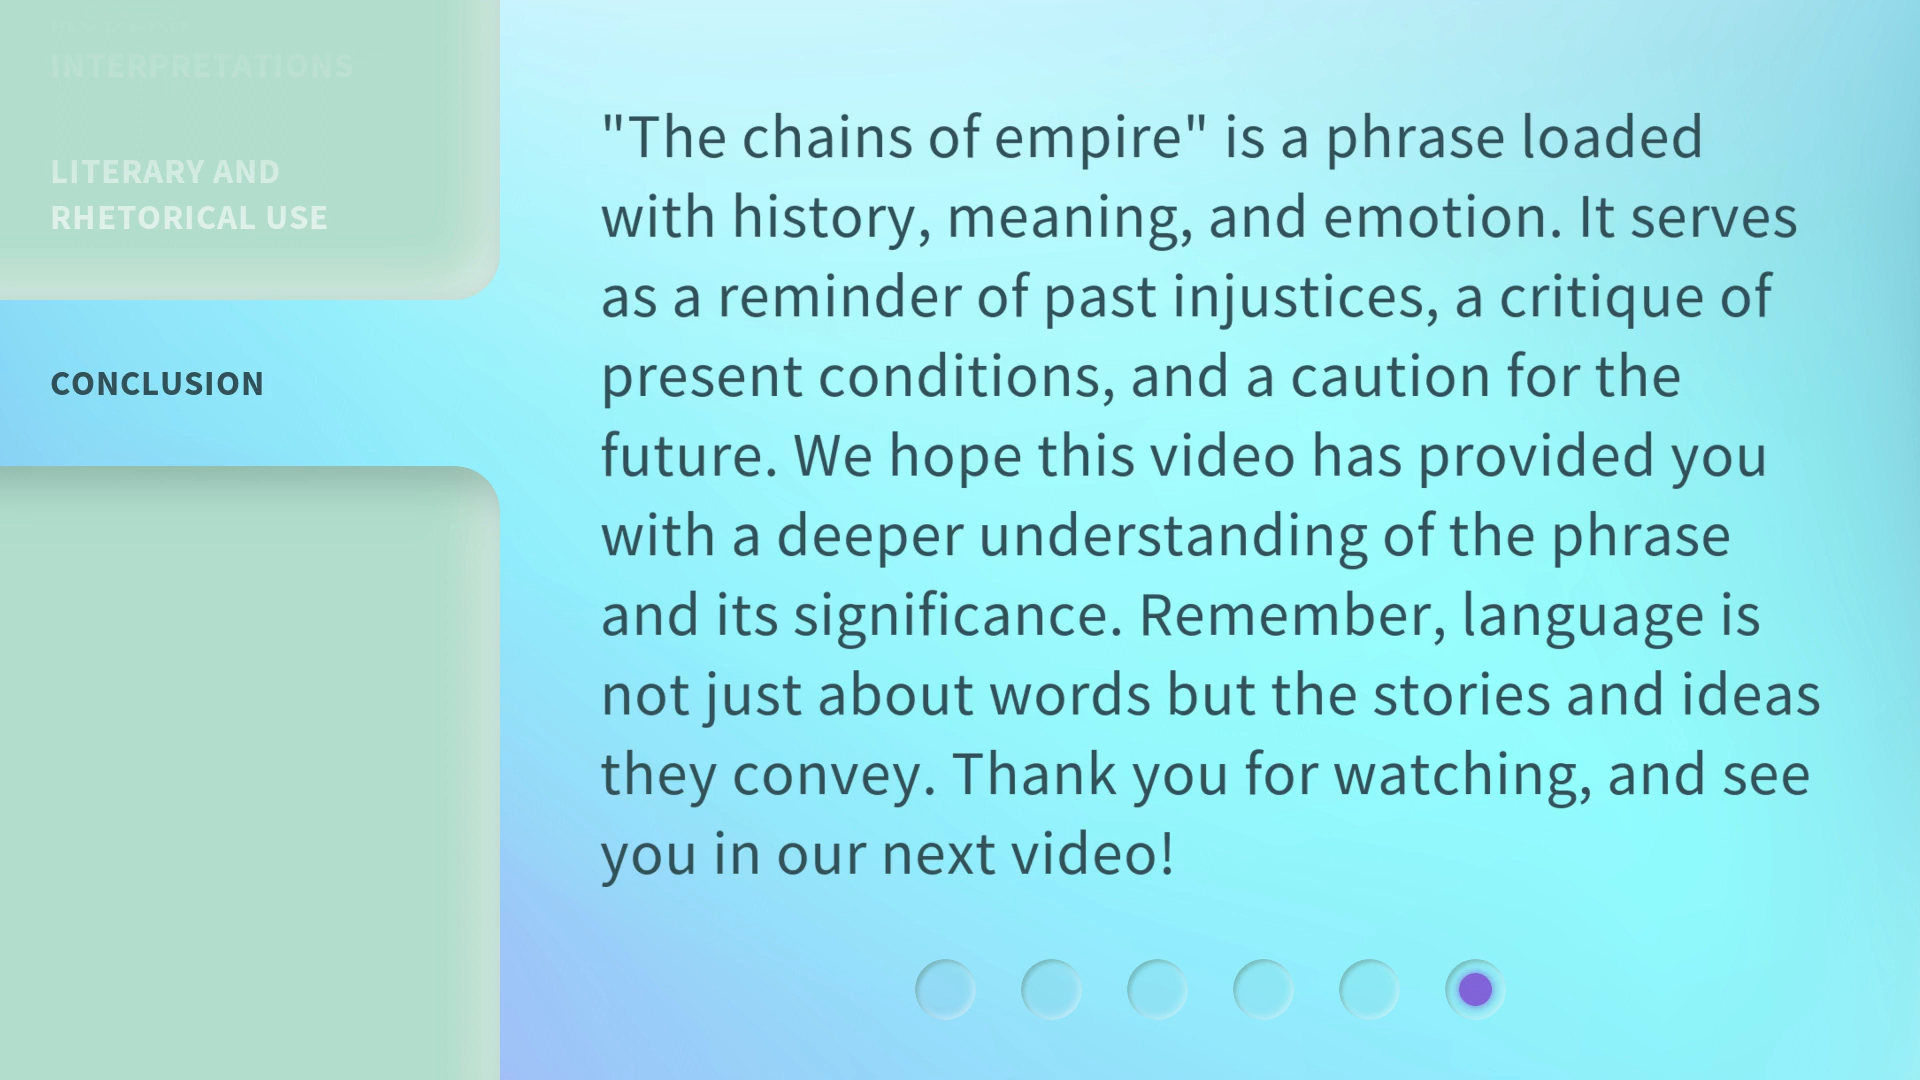 INTERPRETATIONS
LITERARY AND
RHETORICAL USE
CONCLUSION
"The chains of empire" is a phrase loaded
with history, meaning, and emotion. It serves
as a reminder of past injustices, a critique of
present conditions, and a caution for the
future. We hope this video has provided you
with a deeper understanding of the phrase
and its significance. Remember, language is
not just about words but the stories and ideas
they convey. Thank you for watching, and see
you in our next video!